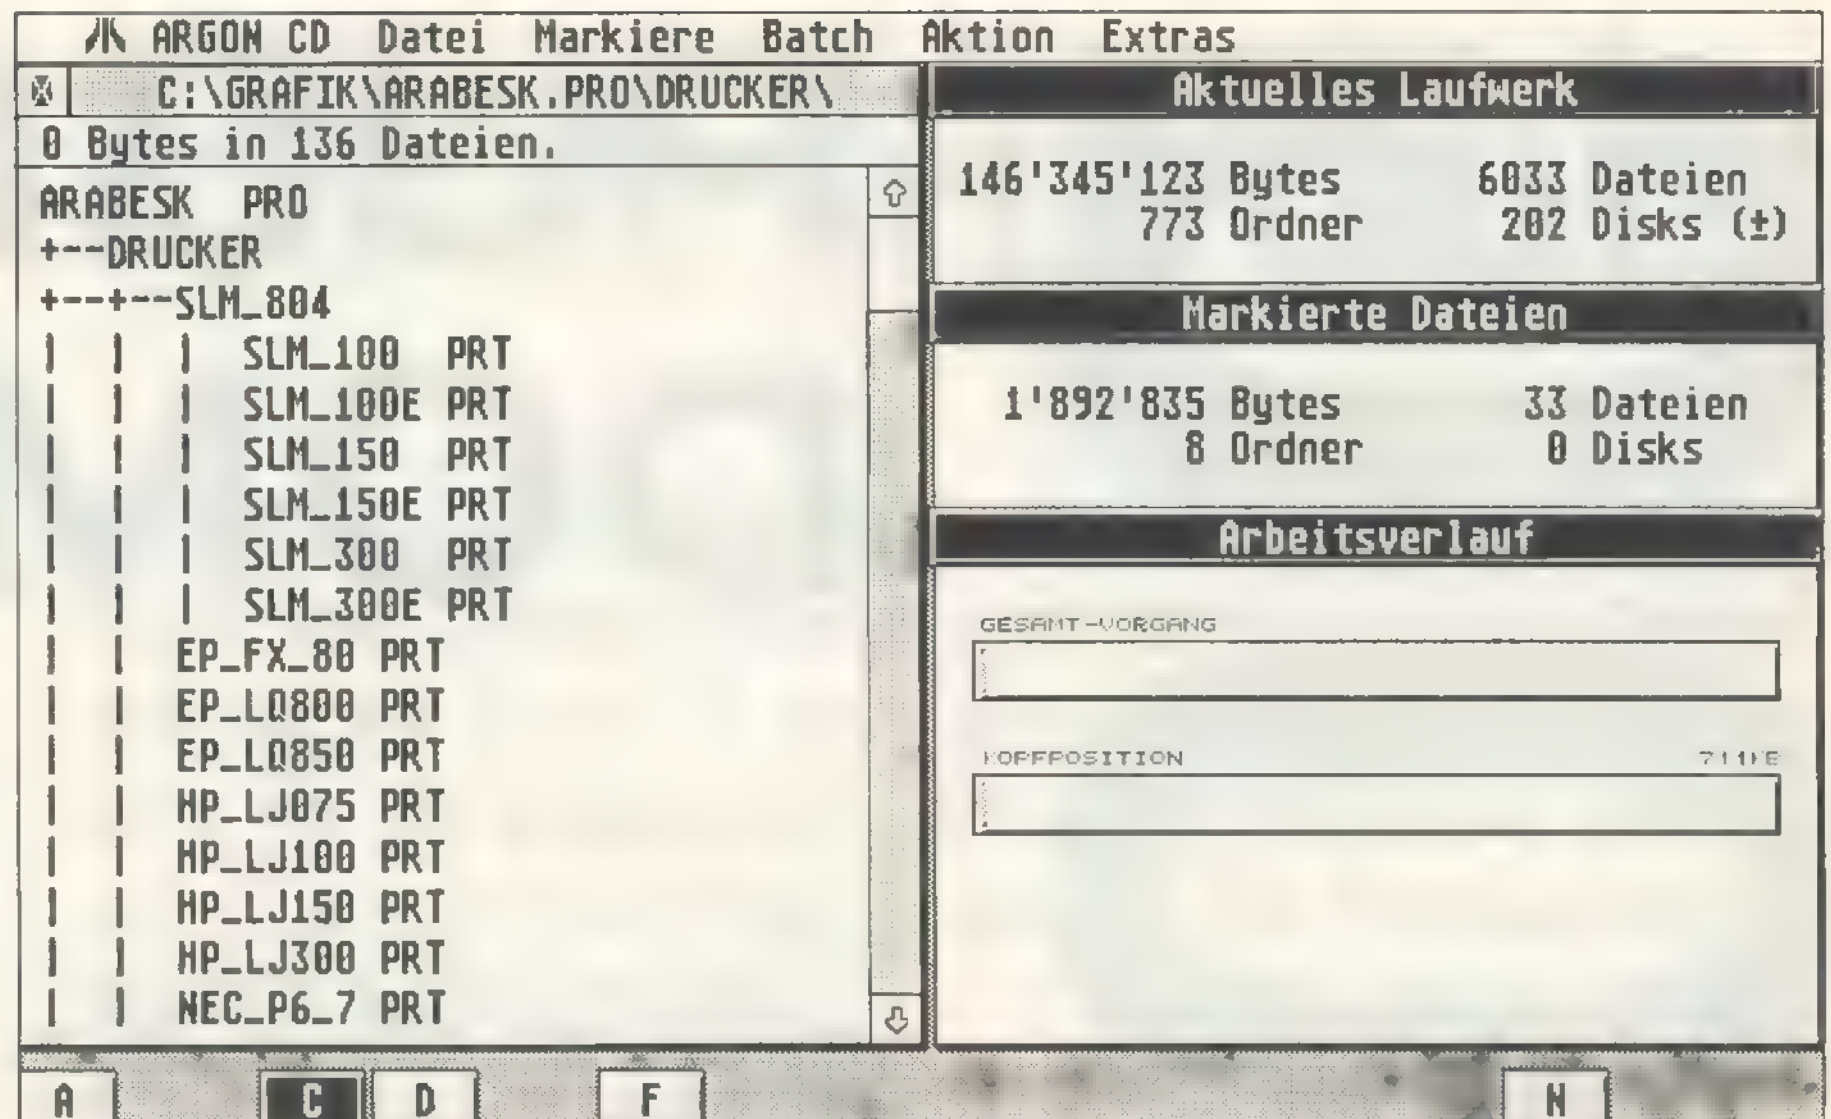 ARGON CD Datei Markiere Batch Aktion Extras
C:\GRAFIK\ARABESK.PRO\DRUCKER\
0 Bytes in 136 Dateien.
ARABESK PRO
+--DRUCKER
+--+--SLM_804
| | | SLM_100 PRT
| | | SLM_100E PRT
| | | SLM_150 PRT
| | | SLM_150E PRT
| | | SLM_300 PRT
| | | SLM_300E PRT
| | EP_FX_80 PRT
| | EP_LQ800 PRT
| | EP_LQ850 PRT
| | HP_LJ075 PRT
| | HP_LJ100 PRT
| | HP_LJ150 PRT
| | HP_LJ300 PRT
| | NEC_P6_7 PRT
Aktuelles Laufwerk
146'345'123 Bytes 6033 Dateien
773 Ordner 202 Disks (±)
Markierte Dateien
1'892'835 Bytes 33 Dateien
8 Ordner 0 Disks
Arbeitsverlauf
GESAMT-VORGANG
KOPFPOSITION
A C D F N